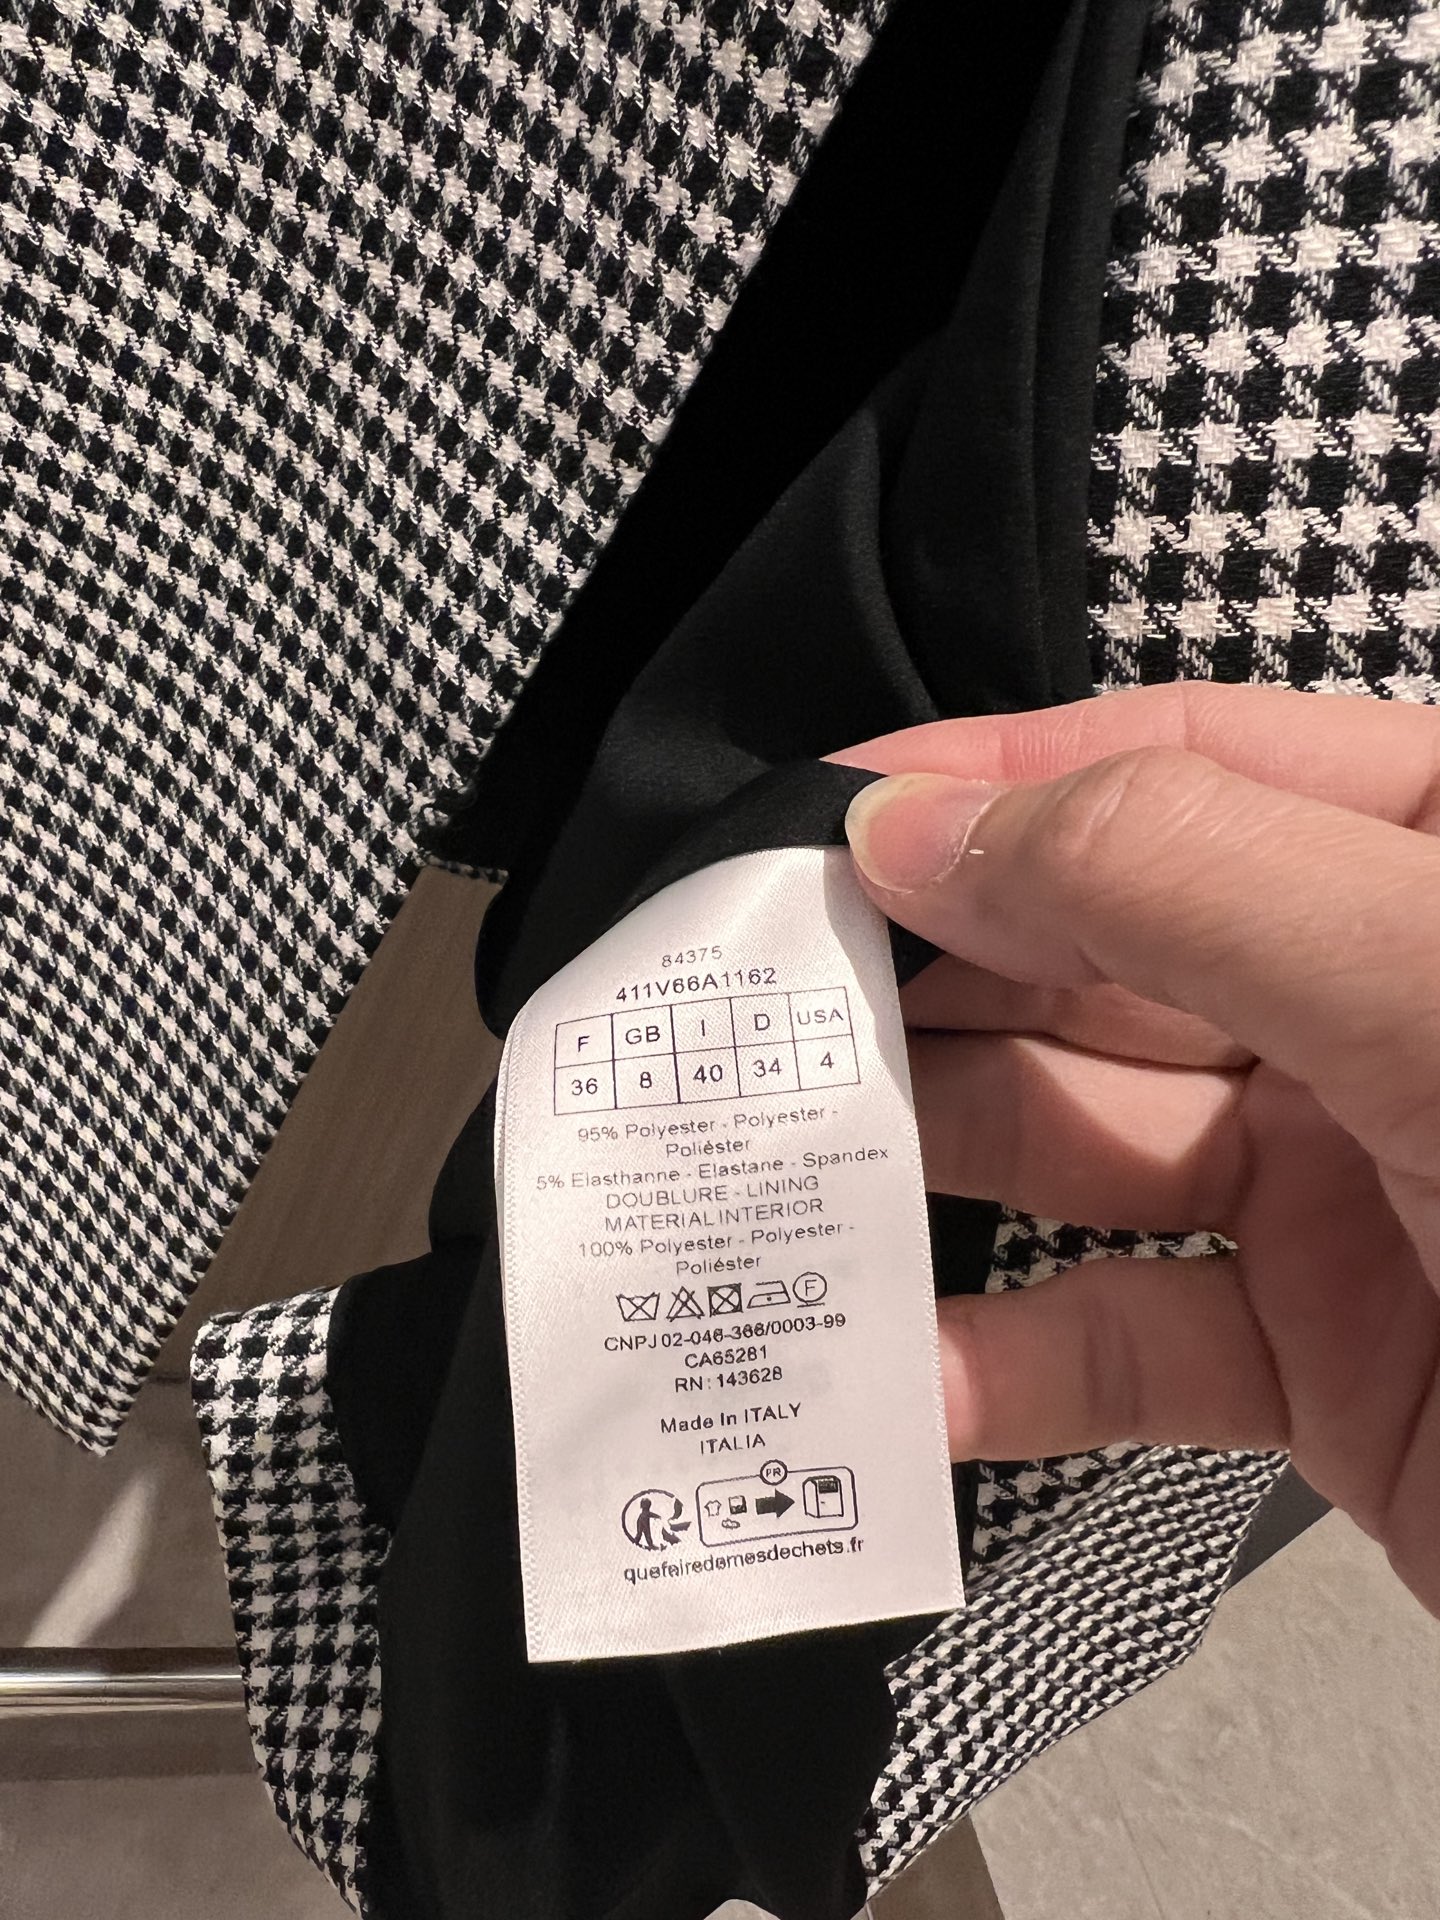 84375
411V66A1162
F GB I D USA
36 8 40 34 4
95% Polyester - Polyester -
Poliéster
5% Elasthanne - Elastane - Spandex
DOUBLURE - LINING
MATERIAL INTERIOR
100% Polyester - Polyester -
Poliéster
F
CNPJ 02-046-366/0003-99
CA65281
RN: 143628
Made In ITALY
ITALIA
FR
quefairedemesdechets.fr